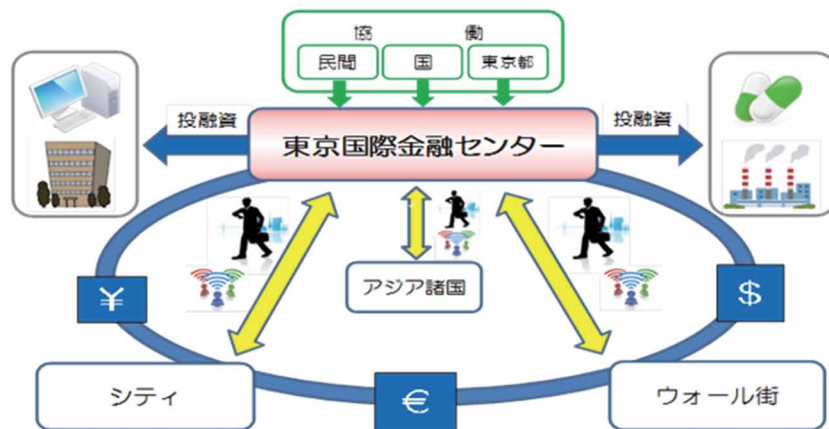 協 働
民間 国 東京都
投融資 投融資
東京国際金融センター
アジア諸国
¥ $
シティ ウォール街
€